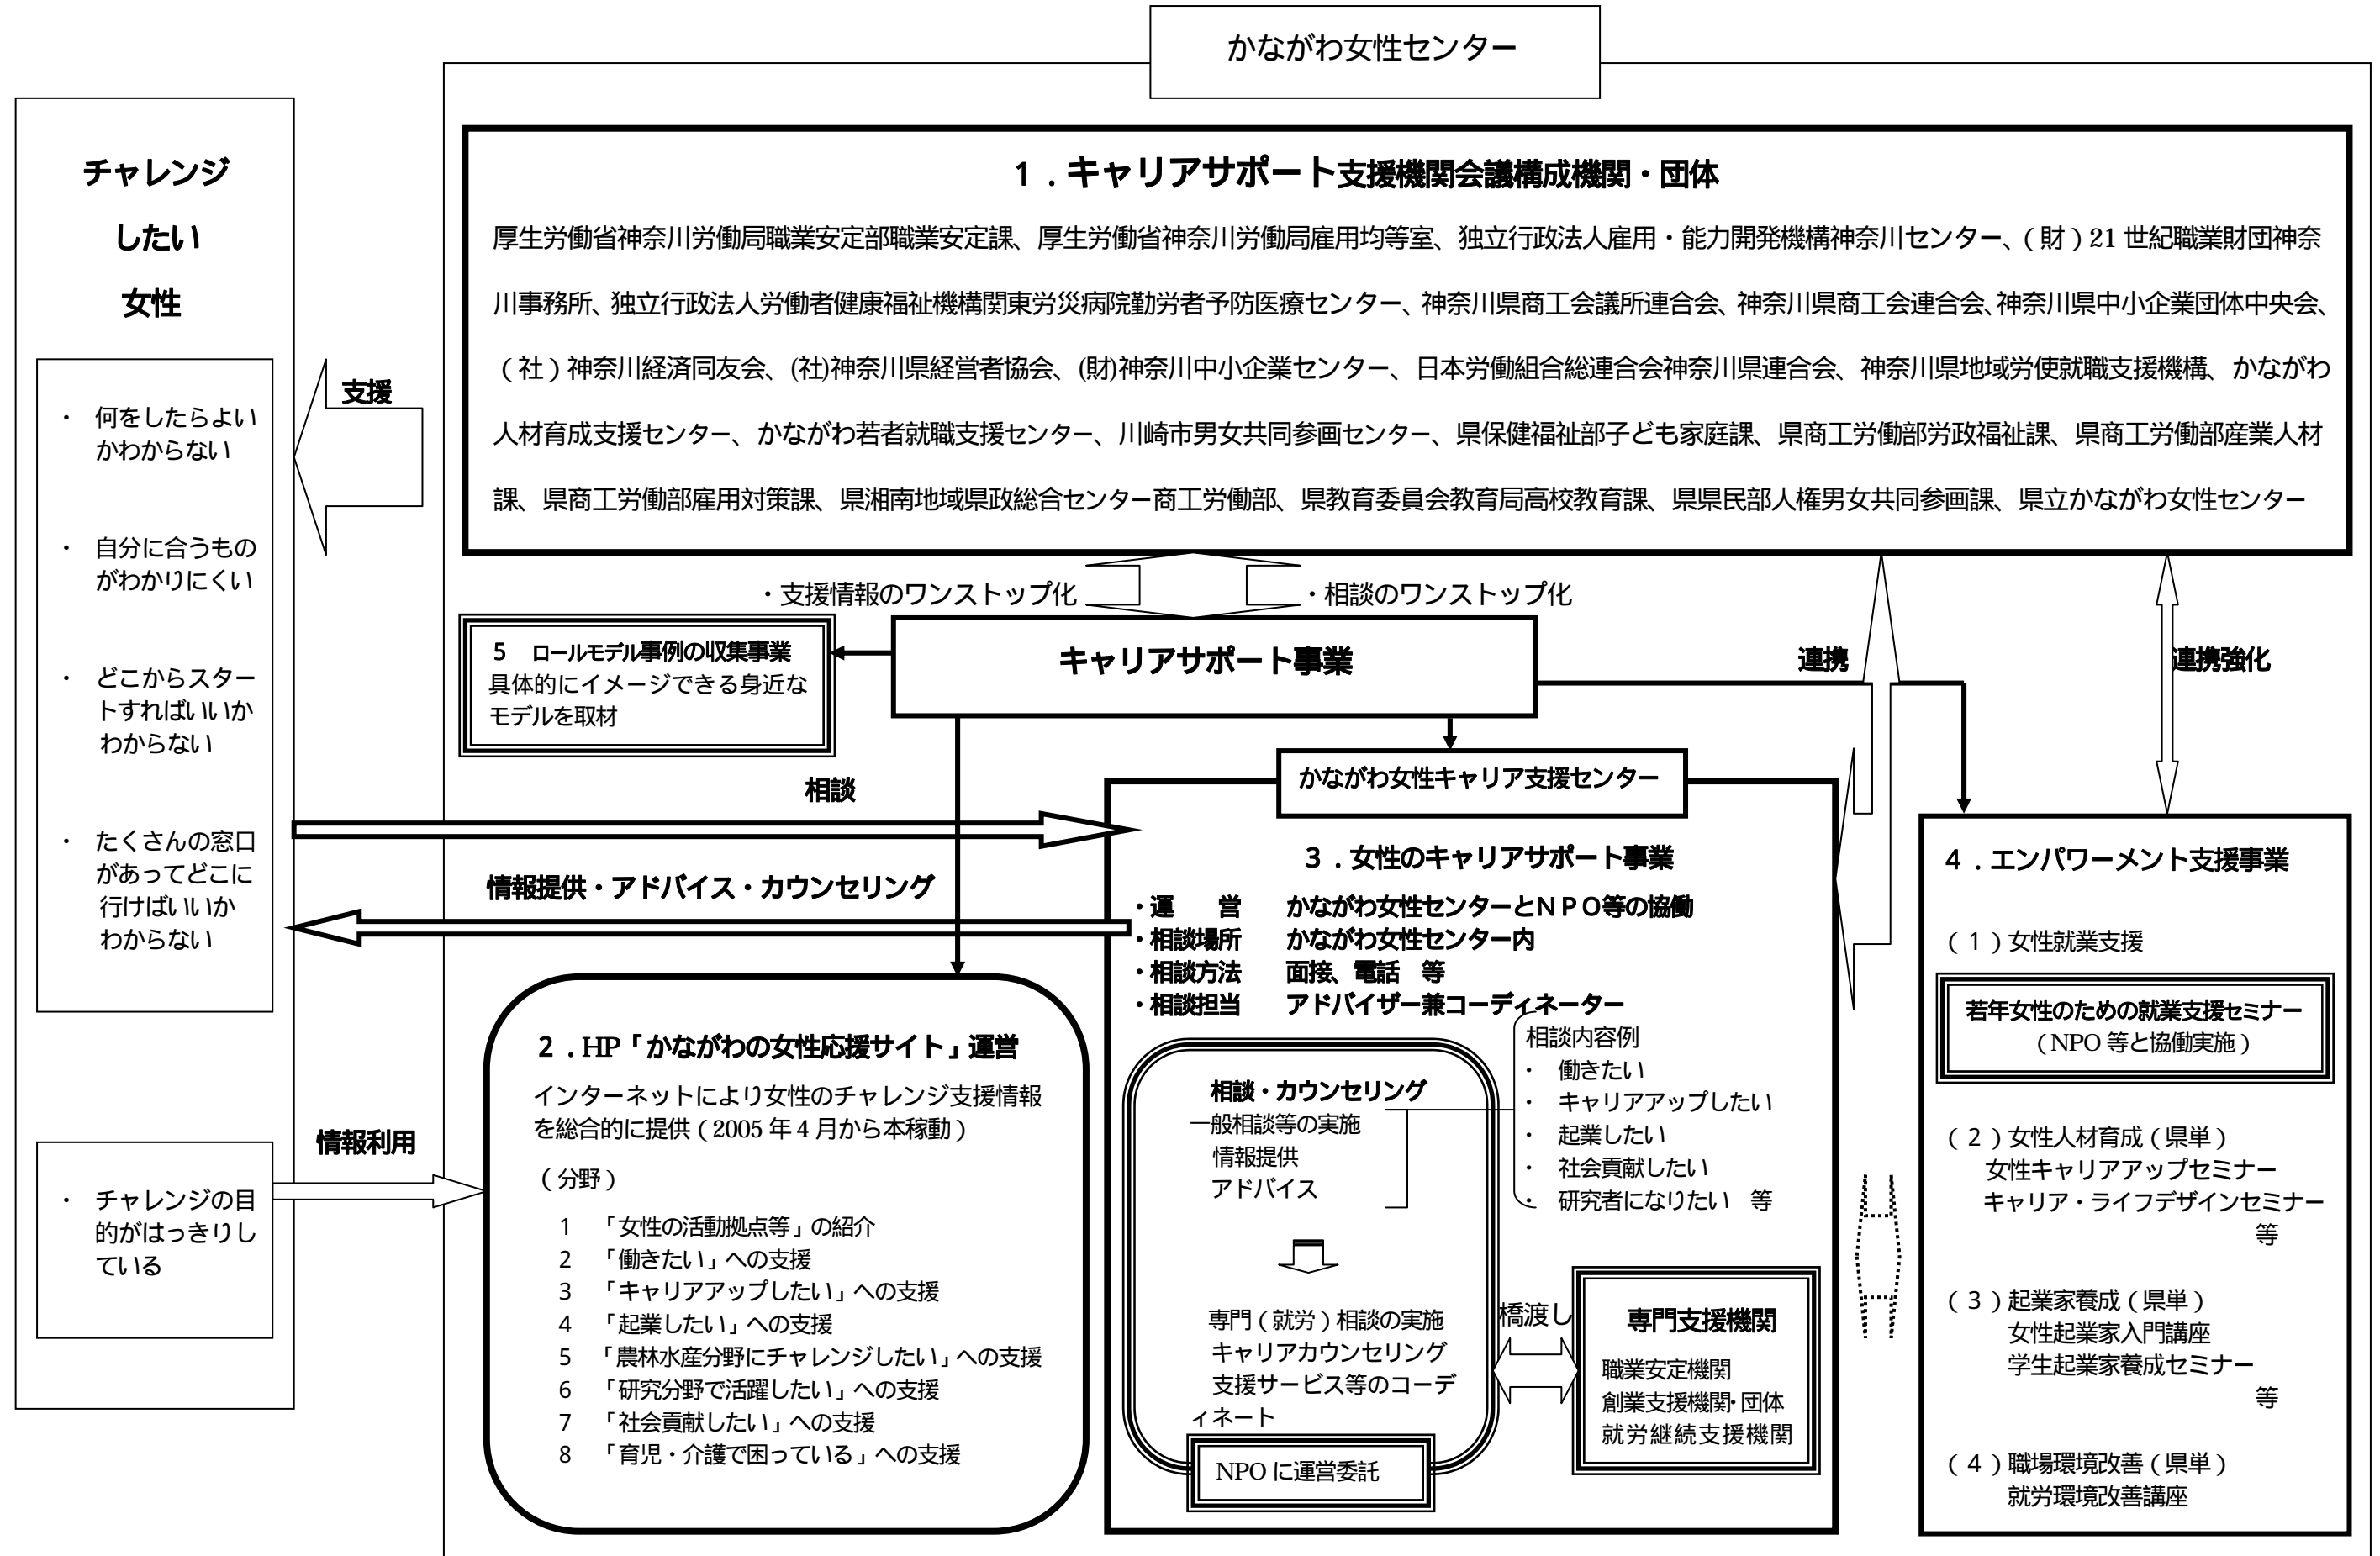 かながわ女性センター
チャレンジ
したい
女性
・ 何をしたらよい
かわからない
・ 自分に合うもの
がわかりにくい
・ どこからスター
トすればいいか
わからない
・ たくさんの窓口
があってどこに
行けばいいか
わからない
・ チャレンジの目
的がはっきりし
ている
支援
1．キャリアサポート支援機関会議構成機関・団体
厚生労働省神奈川労働局職業安定部職業安定課、厚生労働省神奈川労働局雇用均等室、独立行政法人雇用・能力開発機構神奈川センター、（財）21 世紀職業財団神奈
川事務所、独立行政法人労働者健康福祉機構関東労災病院勤労者予防医療センター、神奈川県商工会議所連合会、神奈川県商工会連合会、神奈川県中小企業団体中央会、
（社）神奈川経済同友会、(社)神奈川県経営者協会、(財)神奈川中小企業センター、日本労働組合総連合会神奈川県連合会、神奈川県地域労使就職支援機構、かながわ
人材育成支援センター、かながわ若者就職支援センター、川崎市男女共同参画センター、県保健福祉部子ども家庭課、県商工労働部労政福祉課、県商工労働部産業人材
課、県商工労働部雇用対策課、県湘南地域県政総合センター商工労働部、県教育委員会教育局高校教育課、県県民部人権男女共同参画課、県立かながわ女性センター
・支援情報のワンストップ化
・相談のワンストップ化
5 ロールモデル事例の収集事業
具体的にイメージできる身近な
モデルを取材
キャリアサポート事業
連携
連携強化
相談
情報提供・アドバイス・カウンセリング
情報利用
2．HP「かながわの女性応援サイト」運営
インターネットにより女性のチャレンジ支援情報
を総合的に提供（2005 年 4 月から本稼動）
（分野）
1 「女性の活動拠点等」の紹介
2 「働きたい」への支援
3 「キャリアアップしたい」への支援
4 「起業したい」への支援
5 「農林水産分野にチャレンジしたい」への支援
6 「研究分野で活躍したい」への支援
7 「社会貢献したい」への支援
8 「育児・介護で困っている」への支援
かながわ女性キャリア支援センター
3．女性のキャリアサポート事業
・運　　営　　かながわ女性センターとＮＰＯ等の協働
・相談場所　　かながわ女性センター内
・相談方法　　面接、電話　等
・相談担当　　アドバイザー兼コーディネーター
相談・カウンセリング
一般相談等の実施
情報提供
アドバイス
相談内容例
・ 働きたい
・ キャリアアップしたい
・ 起業したい
・ 社会貢献したい
・ 研究者になりたい　等
専門（就労）相談の実施
キャリアカウンセリング
支援サービス等のコーデ
ィネート
NPO に運営委託
橋渡し
専門支援機関
職業安定機関
創業支援機関・団体
就労継続支援機関
4．エンパワーメント支援事業
（1）女性就業支援
若年女性のための就業支援セミナー
（NPO 等と協働実施）
（2）女性人材育成（県単）
女性キャリアアップセミナー
キャリア・ライフデザインセミナー
等
（3）起業家養成（県単）
女性起業家入門講座
学生起業家養成セミナー
等
（4）職場環境改善（県単）
就労環境改善講座